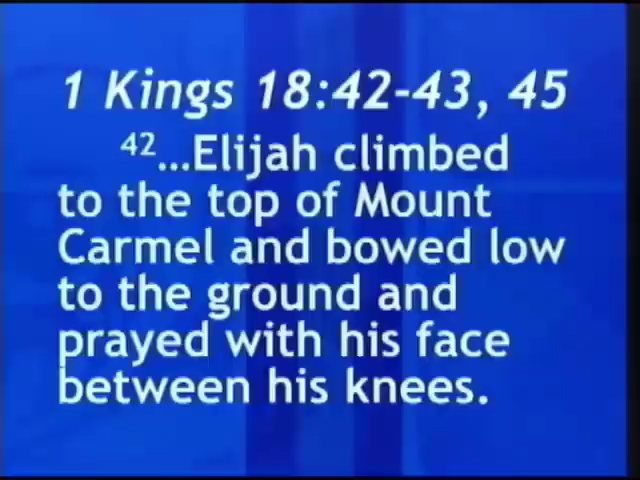 1 Kings 18:42-43, 45
42...Elijah climbed
to the top of Mount
Carmel and bowed low
to the ground and
prayed with his face
between his knees.